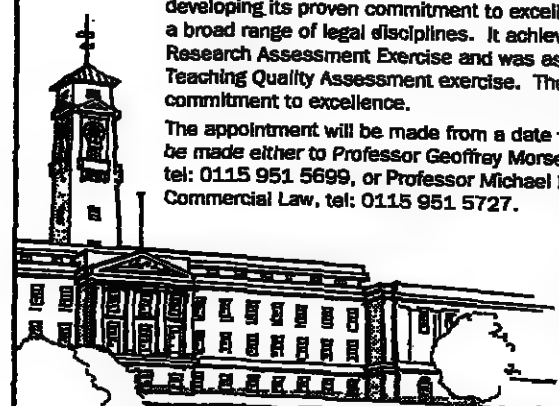 developing its proven commitment to excell
a broad range of legal disciplines. It achiev
Research Assessment Exercise and was as
Teaching Quality Assessment exercise. The
commitment to excellence.
The appointment will be made from a date
be made either to Professor Geoffrey Morse
tel: 0115 951 5699, or Professor Michael
Commercial Law, tel: 0115 951 5727.